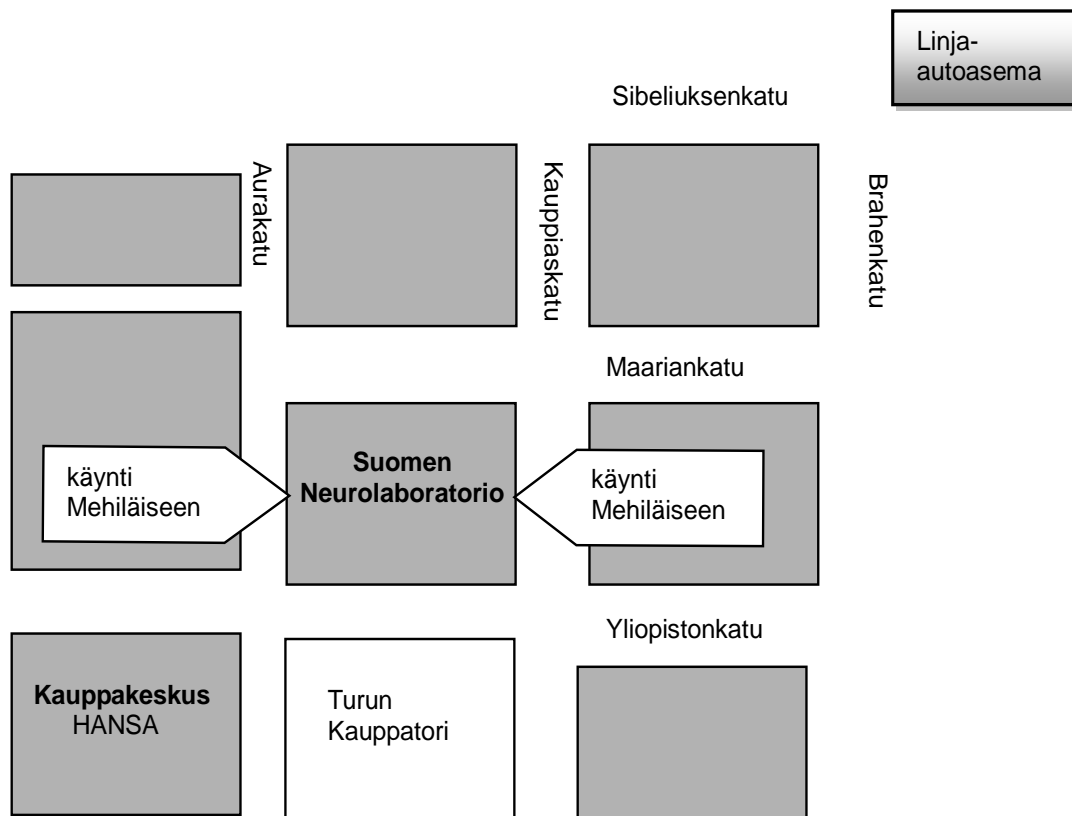 Linja-
autoasema
Sibeliuksenkatu
Aurakatu
Kauppiaskatu
Brahenkatu
Maariankatu
käynti
Mehiläiseen
Suomen
Neurolaboratorio
käynti
Mehiläiseen
Yliopistonkatu
Kauppakeskus
HANSA
Turun
Kauppatori